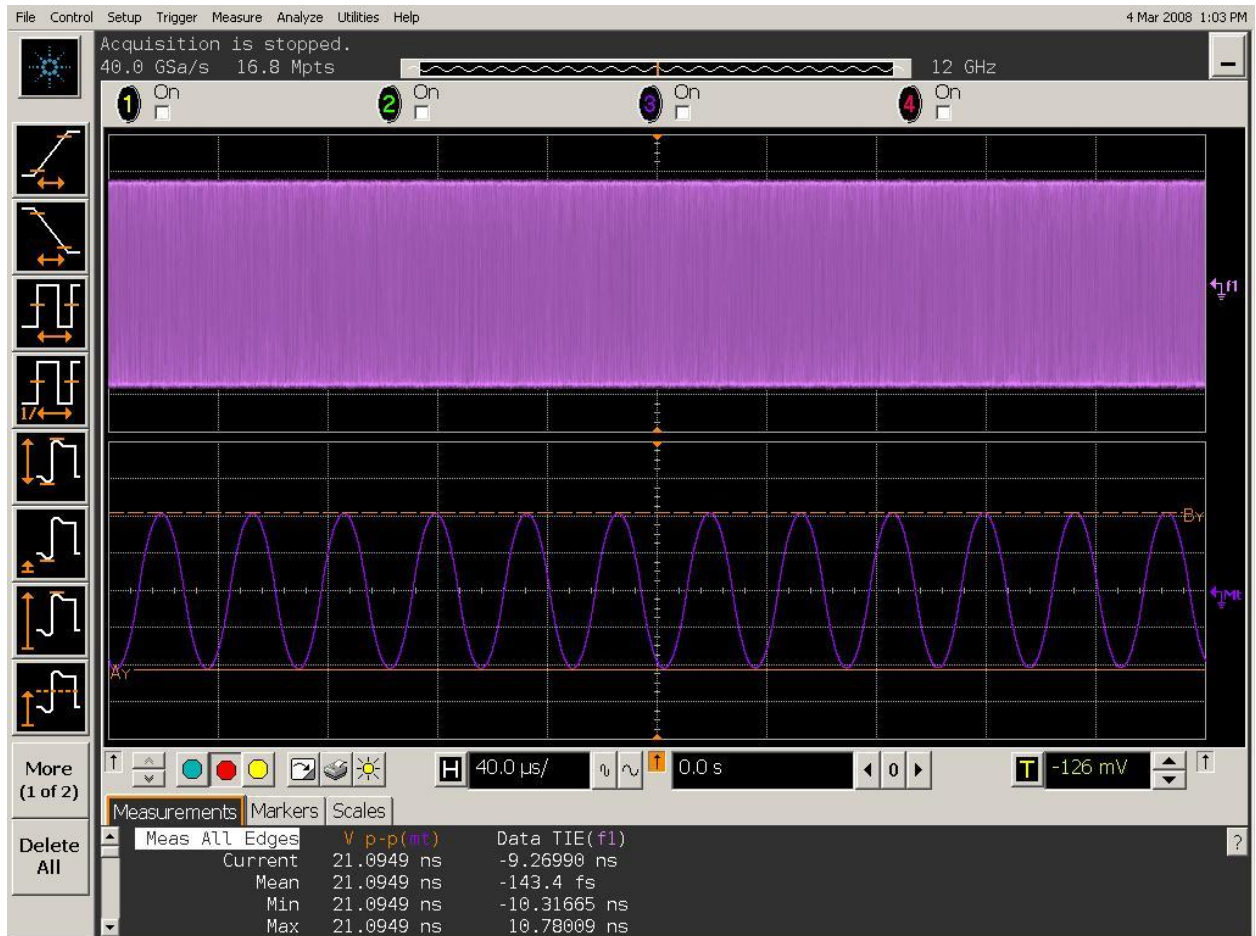 File Control Setup Trigger Measure Analyze Utilities Help 4 Mar 2008 1:03 PM
Acquisition is stopped.
40.0 GSa/s 16.8 Mpts 12 GHz
1 On 2 On 3 On 4 On
f1
1/
BY
Mt
AY
More
(1 of 2)
Delete
All
H 40.0 µs/ 0.0 s 0 T -126 mV
Measurements Markers Scales
Meas All Edges V p-p(mt) Data TIE(f1) ?
Current 21.0949 ns -9.26990 ns
Mean 21.0949 ns -143.4 fs
Min 21.0949 ns -10.31665 ns
Max 21.0949 ns 10.78009 ns